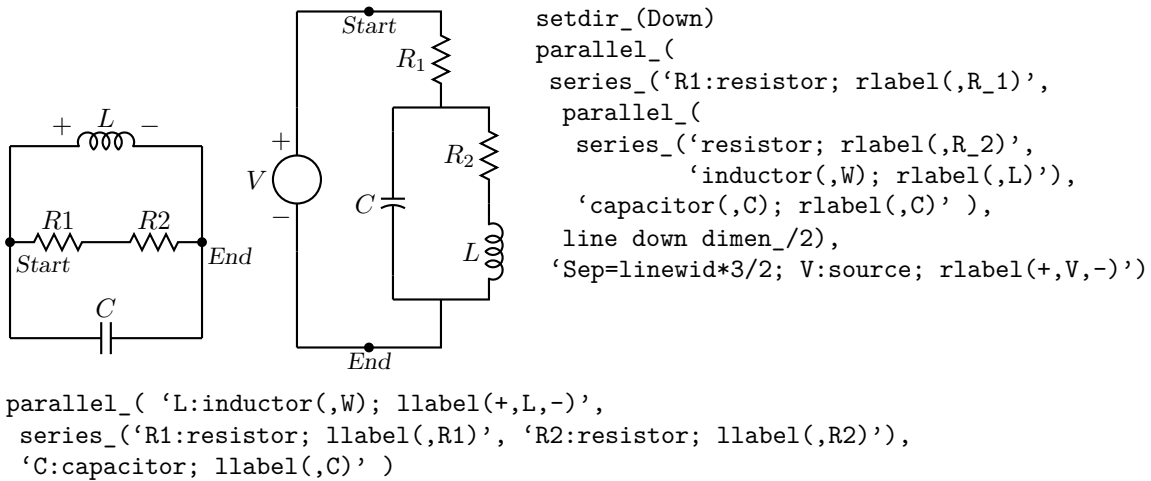 + L −
R1 R2
Start End
C
Start
R1
+
V
−
R2
C
L
End
setdir_(Down)
parallel_(
series_(‘R1:resistor; rlabel(,R_1)’,
parallel_(
series_(‘resistor; rlabel(,R_2)’,
‘inductor(,W); rlabel(,L)’),
‘capacitor(,C); rlabel(,C)’ ),
line down dimen_/2),
‘Sep=linewid*3/2; V:source; rlabel(+,V,-)’)
parallel_( ‘L:inductor(,W); llabel(+,L,-)’,
series_(‘R1:resistor; llabel(,R1)’, ‘R2:resistor; llabel(,R2)’),
‘C:capacitor; llabel(,C)’ )